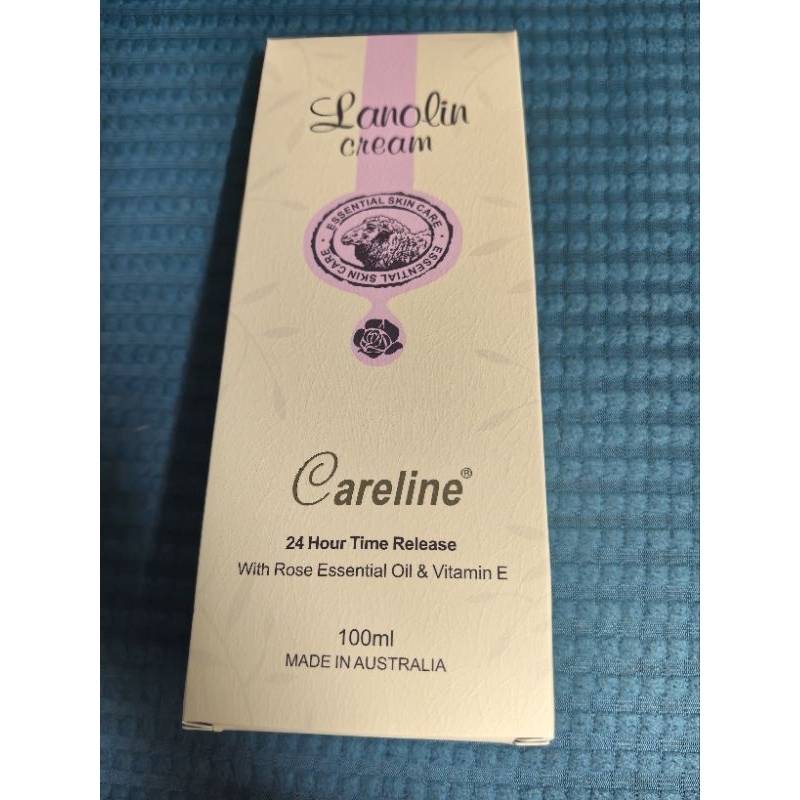 Lanolin
cream
ESSENTIAL SKIN CARE · ESSENTIAL SKIN CARE ·
Careline®
24 Hour Time Release
With Rose Essential Oil & Vitamin E
100ml
MADE IN AUSTRALIA